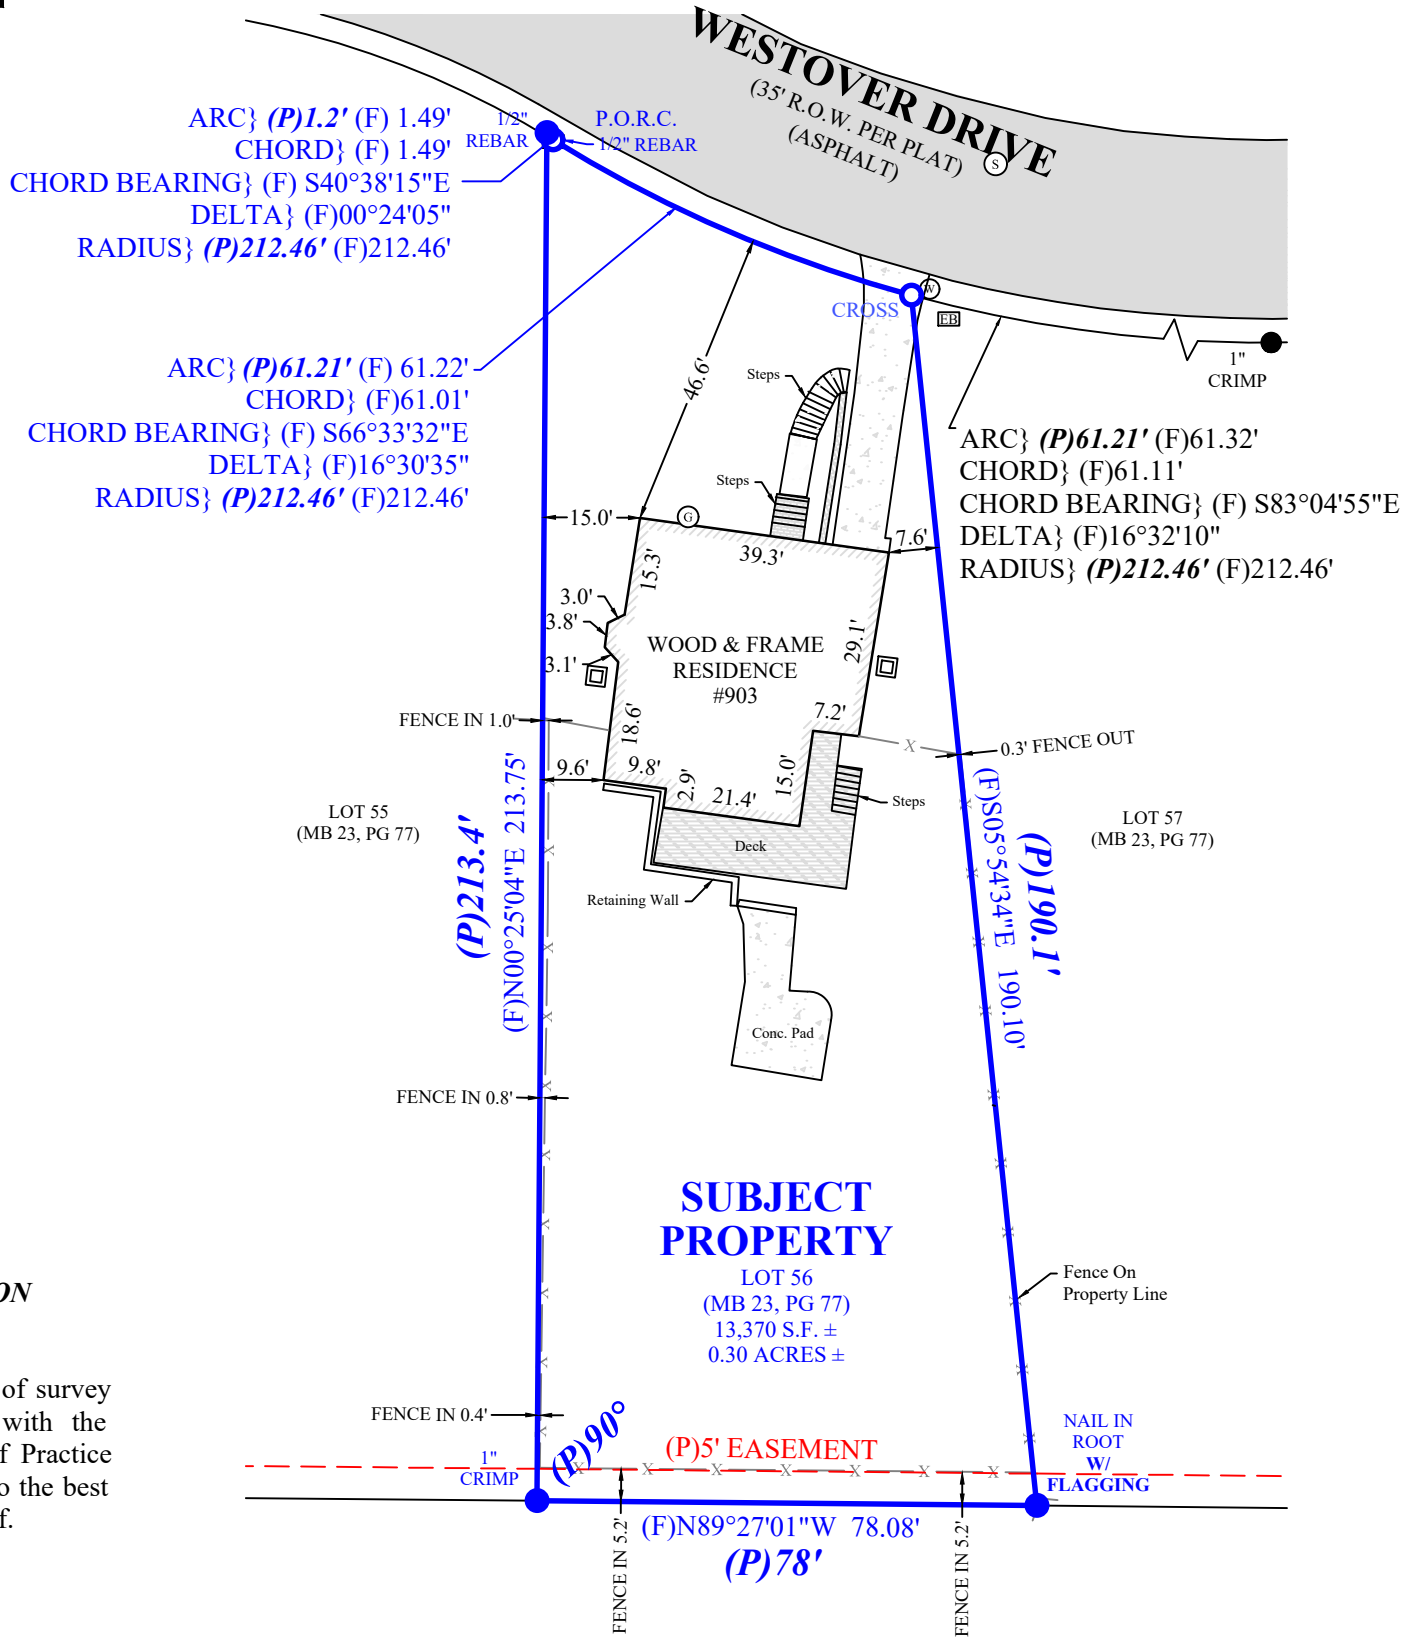 WESTOVER DRIVE
(35' R.O.W. PER PLAT)
(ASPHALT)
S
ARC} (P)1.2' (F) 1.49'
CHORD} (F) 1.49'
CHORD BEARING} (F) S40°38'15"E
DELTA} (F)00°24'05"
RADIUS} (P)212.46' (F)212.46'
1/2"
REBAR
P.O.R.C.
1/2" REBAR
ARC} (P)61.21' (F) 61.22'
CHORD} (F)61.01'
CHORD BEARING} (F) S66°33'32"E
DELTA} (F)16°30'35"
RADIUS} (P)212.46' (F)212.46'
CROSS
W
EB
1"
CRIMP
ARC} (P)61.21' (F)61.32'
CHORD} (F)61.11'
CHORD BEARING} (F) S83°04'55"E
DELTA} (F)16°32'10"
RADIUS} (P)212.46' (F)212.46'
46.6'
Steps
Steps
15.0'
G
39.3'
7.6'
15.3'
3.0'
3.8'
3.1'
WOOD & FRAME
RESIDENCE
#903
29.1'
7.2'
18.6'
FENCE IN 1.0'
X
0.3' FENCE OUT
9.6'
9.8'
2.9'
21.4'
15.0'
Steps
Deck
Retaining Wall
LOT 55
(MB 23, PG 77)
LOT 57
(MB 23, PG 77)
(P)213.4'
(F)N00°25'04"E 213.75'
(F)S05°54'34"E 190.10'
(P)190.1'
Conc. Pad
FENCE IN 0.8'
SUBJECT
PROPERTY
LOT 56
(MB 23, PG 77)
13,370 S.F. ±
0.30 ACRES ±
Fence On
Property Line
FENCE IN 0.4'
(P)90°
(P)5' EASEMENT
X X X X X X X
1"
CRIMP
NAIL IN
ROOT
W/
FLAGGING
(F)N89°27'01"W 78.08'
(P)78'
FENCE IN 5.2'
FENCE IN 5.2'
ON
of survey
with the
f Practice
o the best
f.